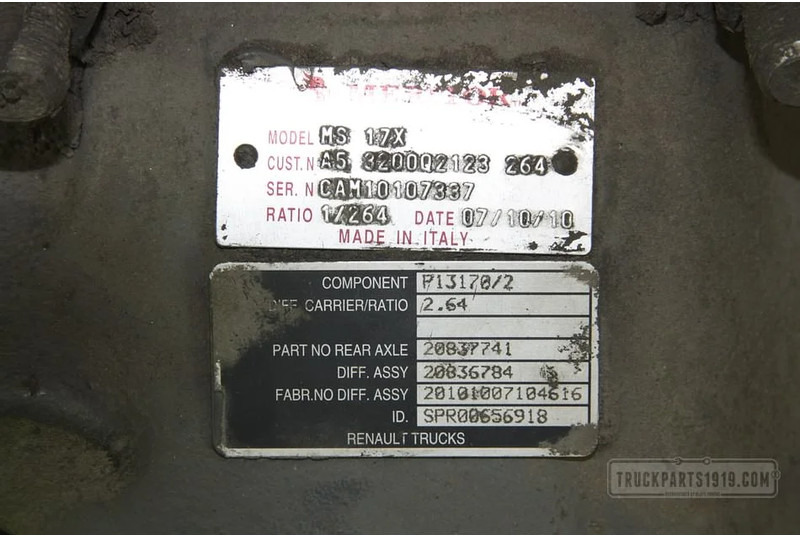 MODEL MS 17X
CUST.N A5 3200Q2123 264
SER. N CAM10107337
RATIO 1/264 DATE 07/10/10
MADE IN ITALY
COMPONENT P13170/2
DIFF. CARRIER/RATIO 2.64
PART NO REAR AXLE 20837741
DIFF. ASSY 20836784
FABR.NO DIFF. ASSY 20101007104616
ID. SPR00656918
RENAULT TRUCKS
TRUCKPARTS1919.COM